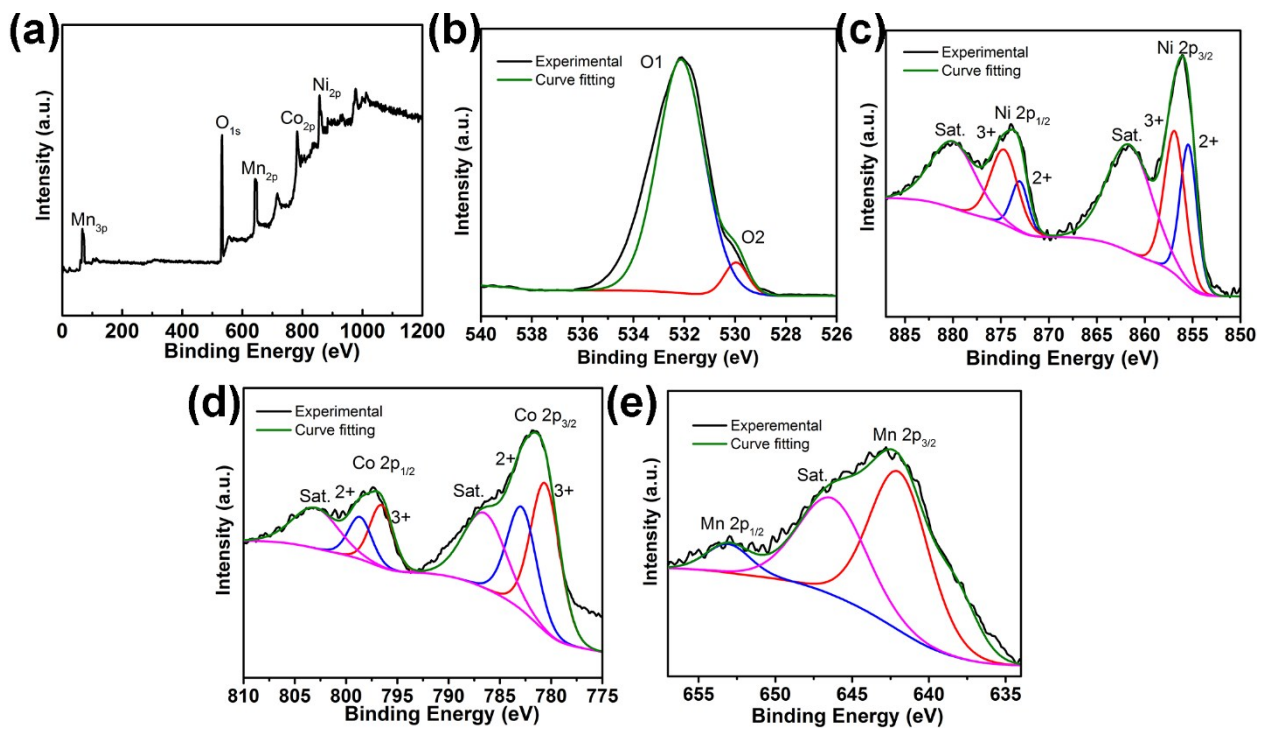 (a)
Intensity (a.u.)
Mn3p
O1s
Mn2p
Co2p
Ni2p
0 200 400 600 800 1000 1200
Binding Energy (eV)
(b)
Intensity (a.u.)
Experimental
Curve fitting
O1
O2
540 538 536 534 532 530 528 526
Binding Energy (eV)
(c)
Intensity (a.u.)
Experimental
Curve fitting
Ni 2p3/2
Ni 2p1/2
Sat.
3+
2+
Sat.
3+
2+
885 880 875 870 865 860 855 850
Binding Energy (eV)
(d)
Intensity (a.u.)
Experimental
Curve fitting
Co 2p3/2
Co 2p1/2
Sat.
2+
3+
Sat.
2+
3+
810 805 800 795 790 785 780 775
Binding Energy (eV)
(e)
Intensity (a.u.)
Experemental
Curve fitting
Mn 2p3/2
Sat.
Mn 2p1/2
655 650 645 640 635
Binding Energy (eV)